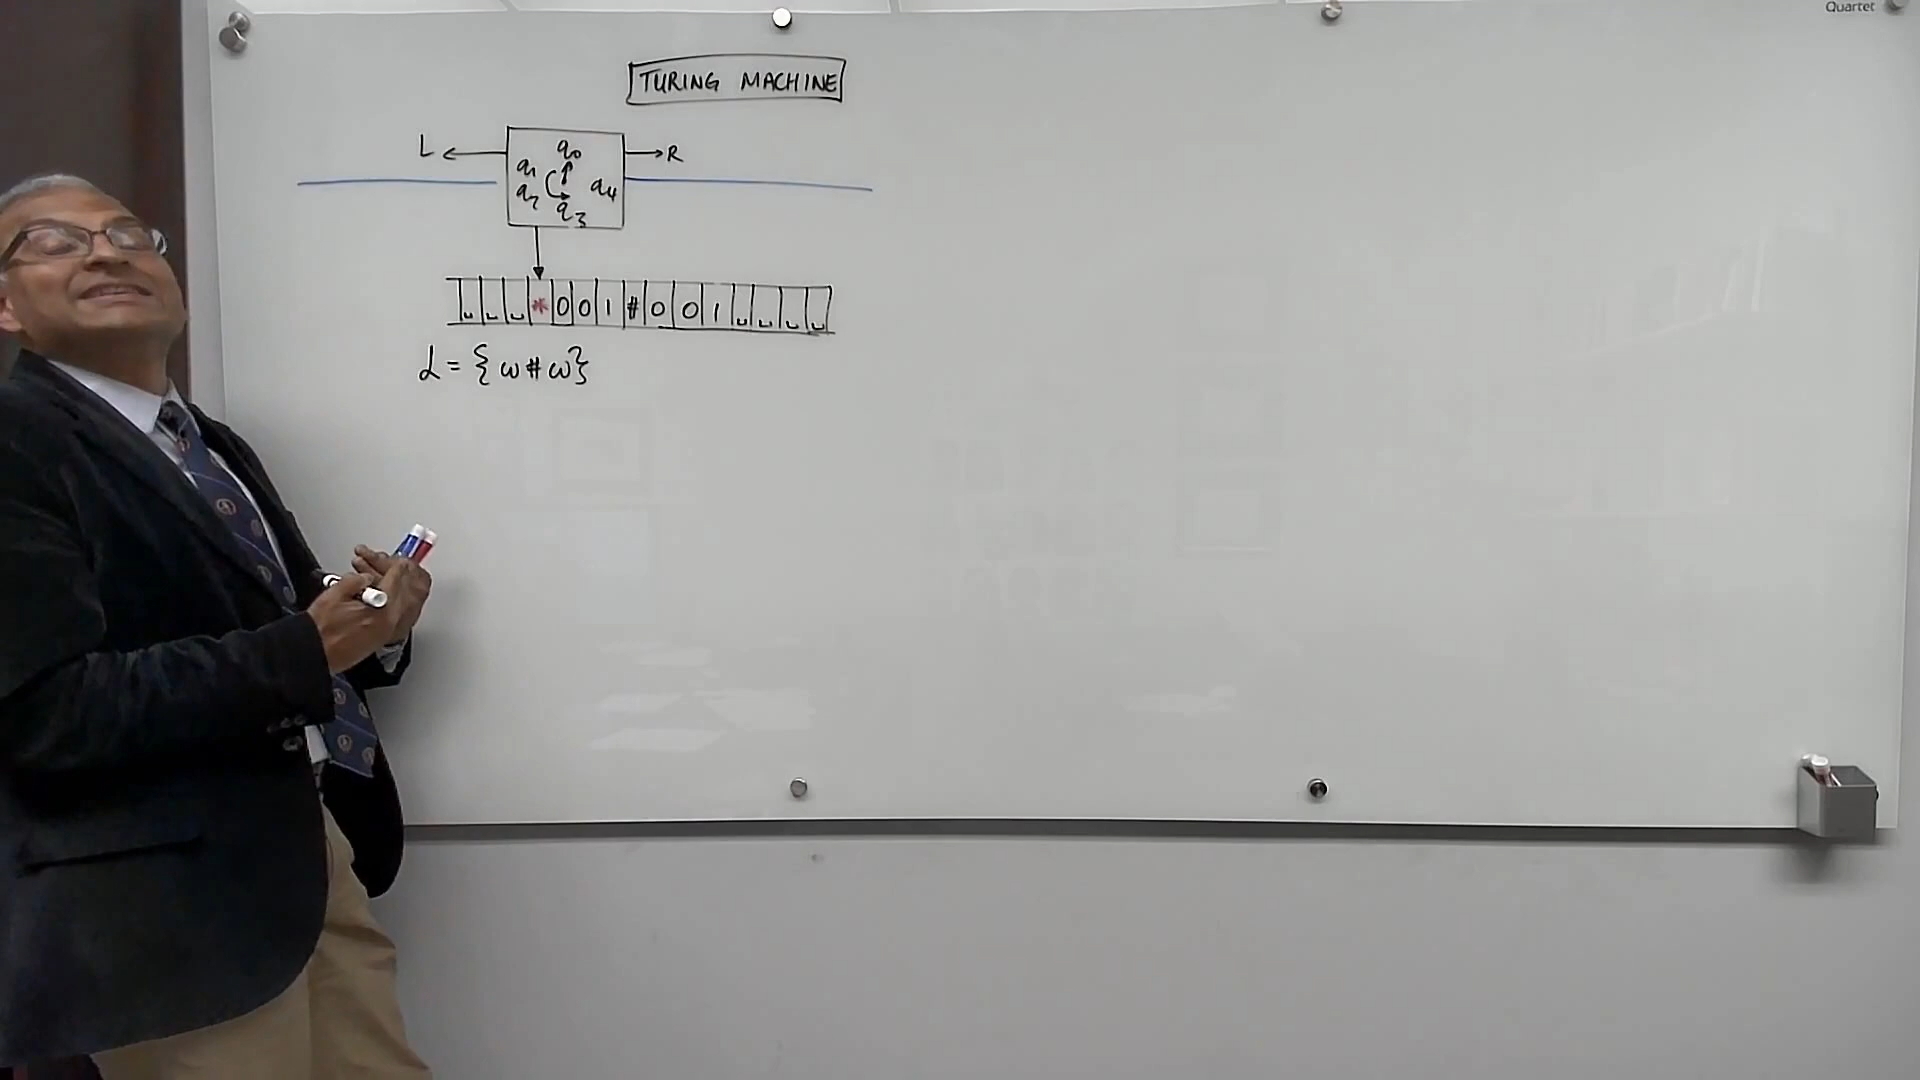 Quartet
TURING MACHINE
L ← q0 → R
q1 q4
q2
q3
␣ ␣ ␣ * 0 0 1 # 0 0 1 ␣ ␣ ␣ ␣
L = { ω # ω }